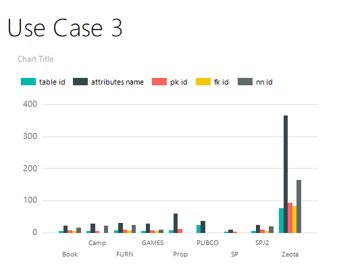 Use Case 3
Chart Title
table id attributes name pk id fk id nn id
400
300
200
100
0
Camp GAMES PUBCO SPJ2
Book FURN Prop SP Zeota